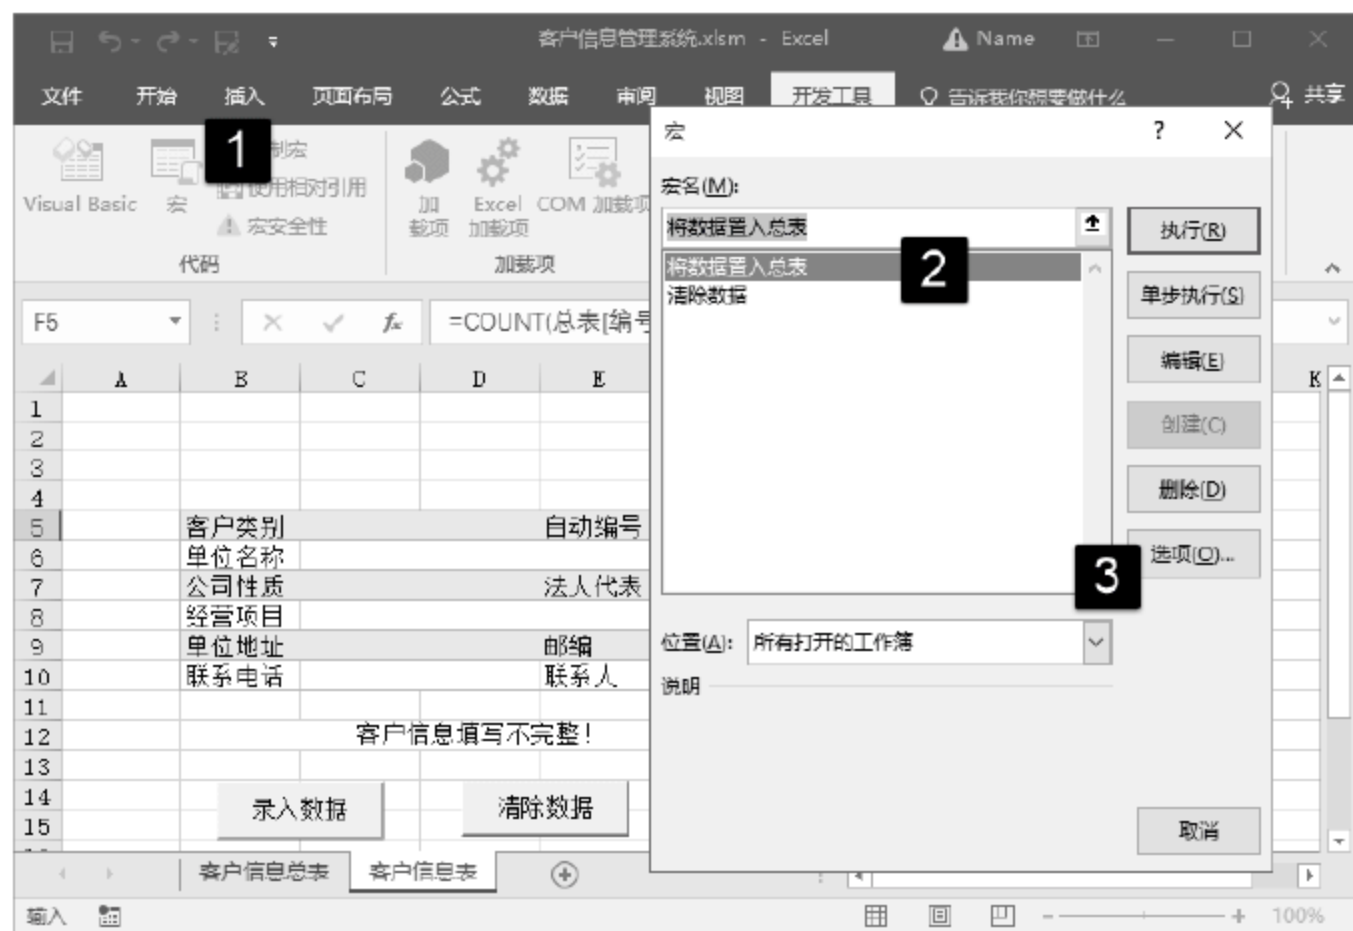 客户信息管理系统.xlsm - Excel
Name
文件 开始 插入 页面布局 公式 数据 审阅 视图 开发工具 告诉我你想要做什么 共享
Visual Basic
宏
1
制宏
使用相对引用
宏安全性
代码
加
载项
Excel
加载项
COM 加载项
加载项
F5
fx
=COUNT(总表[编号
A B C D E K
1
2
3
4
5 客户类别 自动编号
6 单位名称
7 公司性质 法人代表
8 经营项目
9 单位地址 邮编
10 联系电话 联系人
11
12 客户信息填写不完整！
13
14
15
录入数据 清除数据
客户信息总表 客户信息表
输入
100%
宏
?
宏名(M):
将数据置入总表
将数据置入总表
清除数据
2
执行(R)
单步执行(S)
编辑(E)
创建(C)
删除(D)
3
选项(O)...
位置(A): 所有打开的工作簿
说明
取消